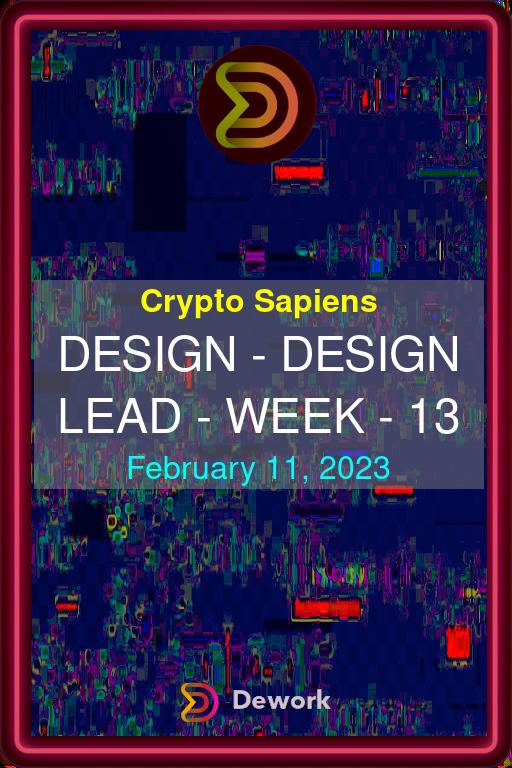 Crypto Sapiens
DESIGN - DESIGN
LEAD - WEEK - 13
February 11, 2023
Dework